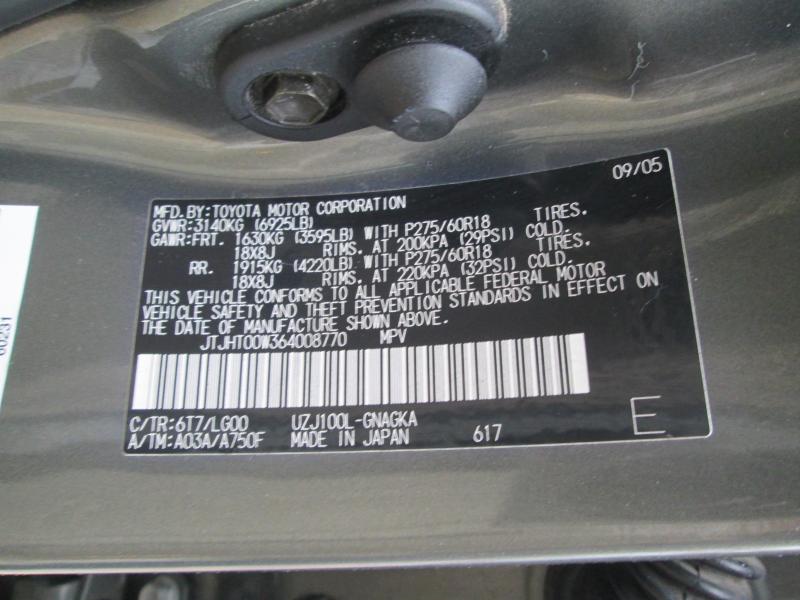 09/05
MFD.BY:TOYOTA MOTOR CORPORATION
GVWR:3140KG (6925LB)
GAWR:FRT. 1630KG (3595LB) WITH P275/60R18 TIRES.
18X8J RIMS. AT 200KPA (29PSI) COLD.
RR. 1915KG (4220LB) WITH P275/60R18 TIRES.
18X8J RIMS. AT 220KPA (32PSI) COLD.
THIS VEHICLE CONFORMS TO ALL APPLICABLE FEDERAL MOTOR
VEHICLE SAFETY AND THEFT PREVENTION STANDARDS IN EFFECT ON
THE DATE OF MANUFACTURE SHOWN ABOVE.
JTJHT00W364008770 MPV
C/TR:6T7/LG00 UZJ100L-GNAGKA
A/TM:A03A/A750F MADE IN JAPAN 617 E
60231